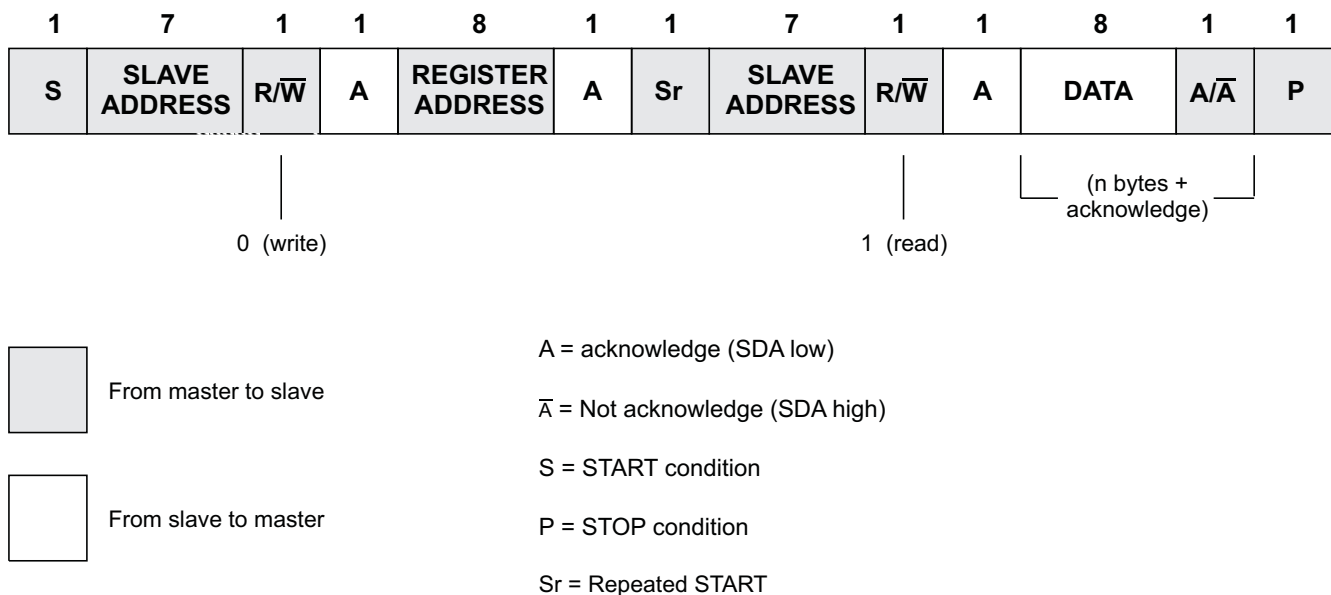 1 7 1 1 8 1 1 7 1 1 8 1 1
S SLAVE ADDRESS R/W̅ A REGISTER ADDRESS A Sr SLAVE ADDRESS R/W̅ A DATA A/A̅ P
(n bytes +
acknowledge)
0 (write)
1 (read)
A = acknowledge (SDA low)
From master to slave
A̅ = Not acknowledge (SDA high)
S = START condition
From slave to master
P = STOP condition
Sr = Repeated START